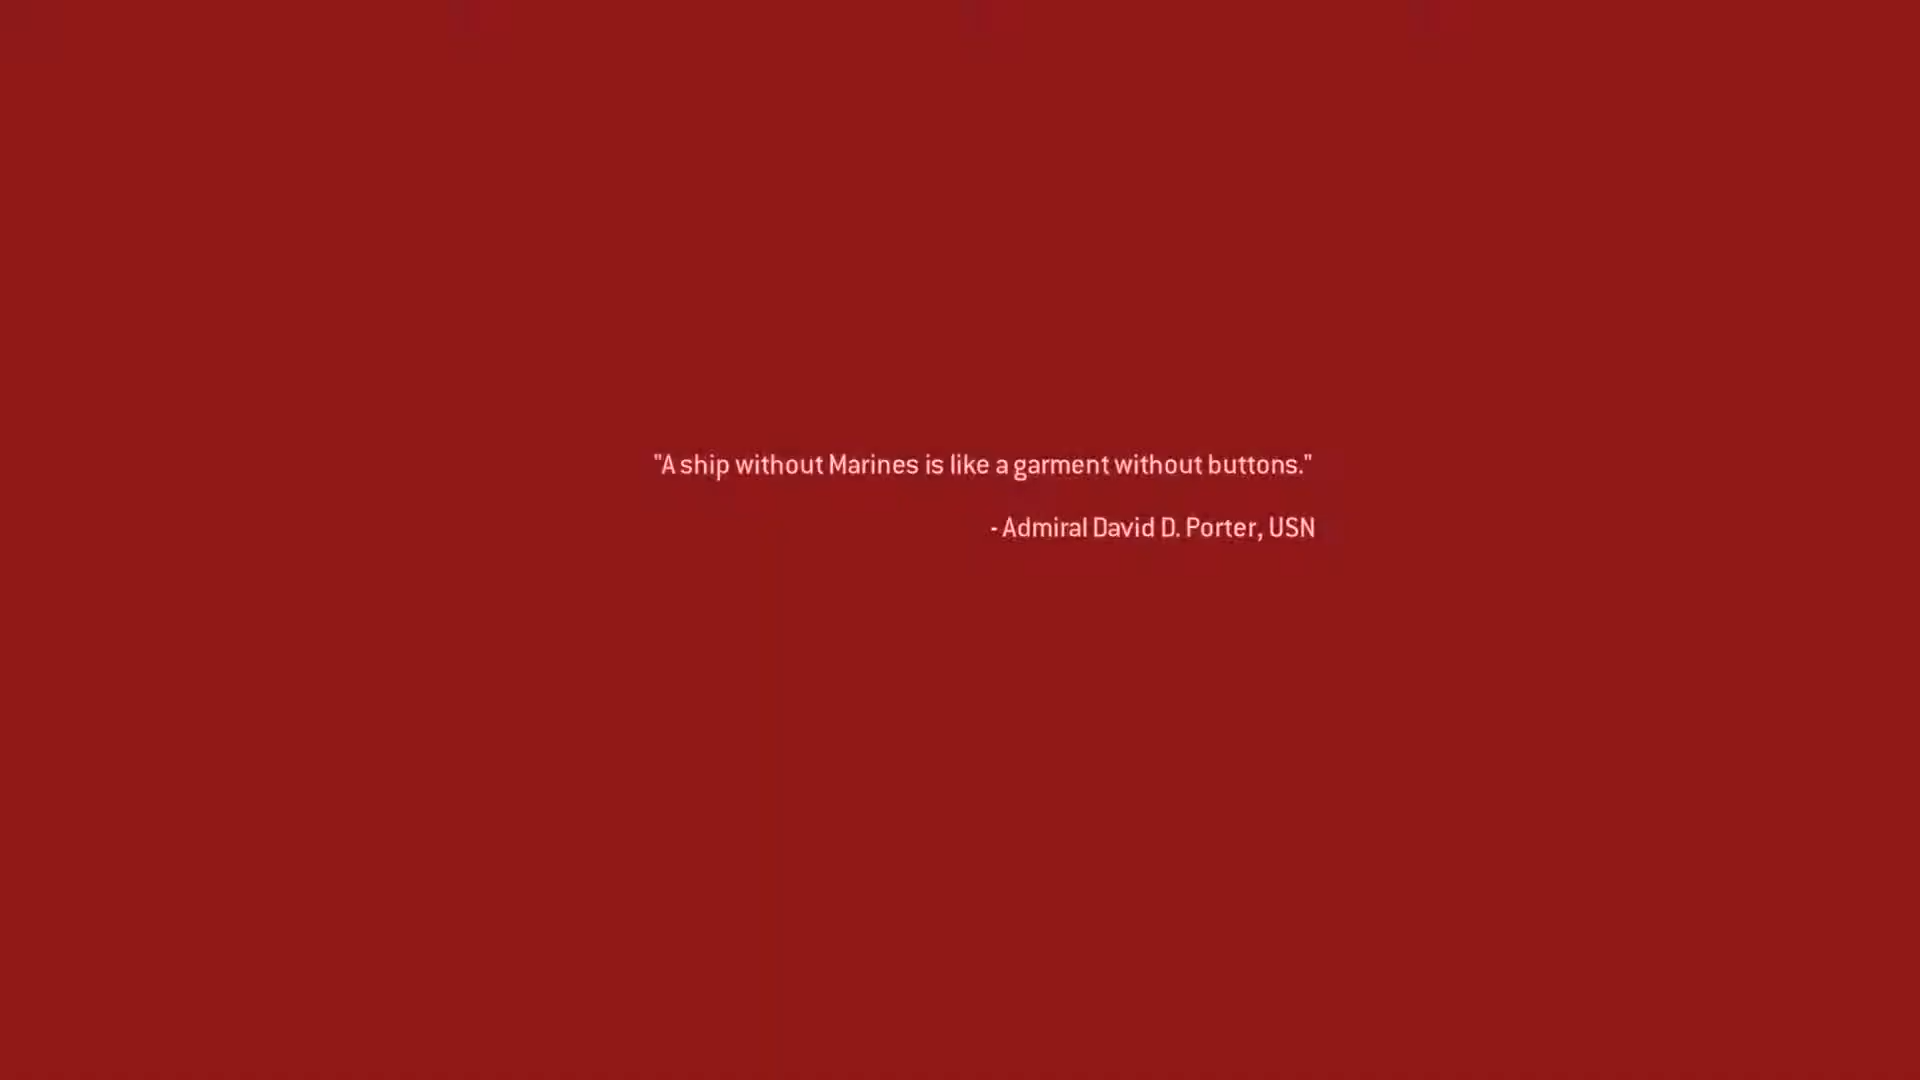 "A ship without Marines is like a garment without buttons."
- Admiral David D. Porter, USN